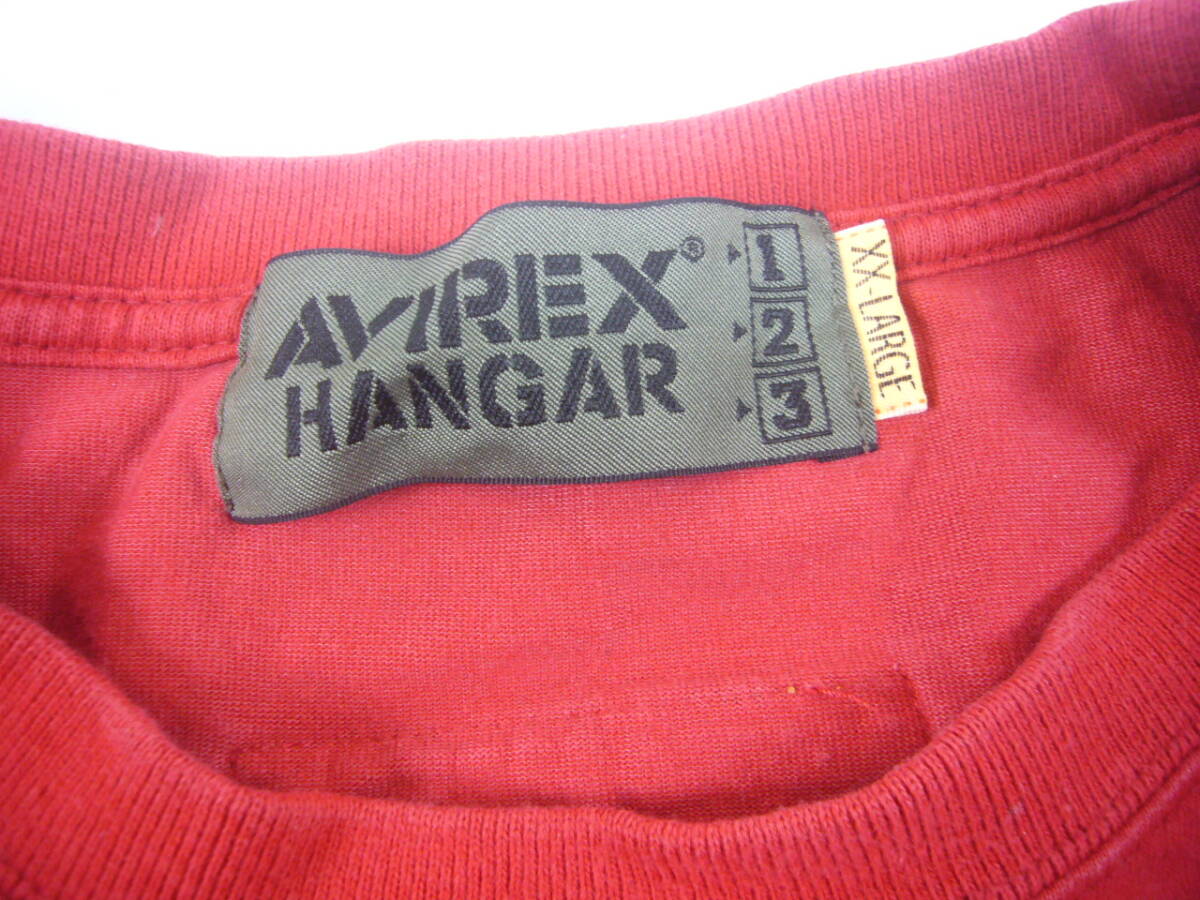 AVIREX®
HANGAR
1
2
3
XX-LARGE